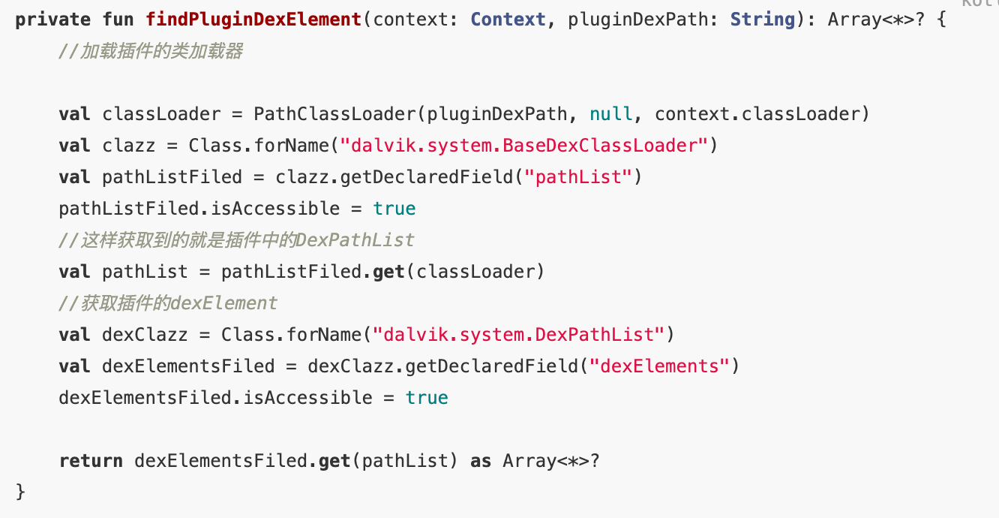 Kotl
private fun findPluginDexElement(context: Context, pluginDexPath: String): Array<*>? {
    //加载插件的类加载器

    val classLoader = PathClassLoader(pluginDexPath, null, context.classLoader)
    val clazz = Class.forName("dalvik.system.BaseDexClassLoader")
    val pathListFiled = clazz.getDeclaredField("pathList")
    pathListFiled.isAccessible = true
    //这样获取到的就是插件中的DexPathList
    val pathList = pathListFiled.get(classLoader)
    //获取插件的dexElement
    val dexClazz = Class.forName("dalvik.system.DexPathList")
    val dexElementsFiled = dexClazz.getDeclaredField("dexElements")
    dexElementsFiled.isAccessible = true

    return dexElementsFiled.get(pathList) as Array<*>?
}